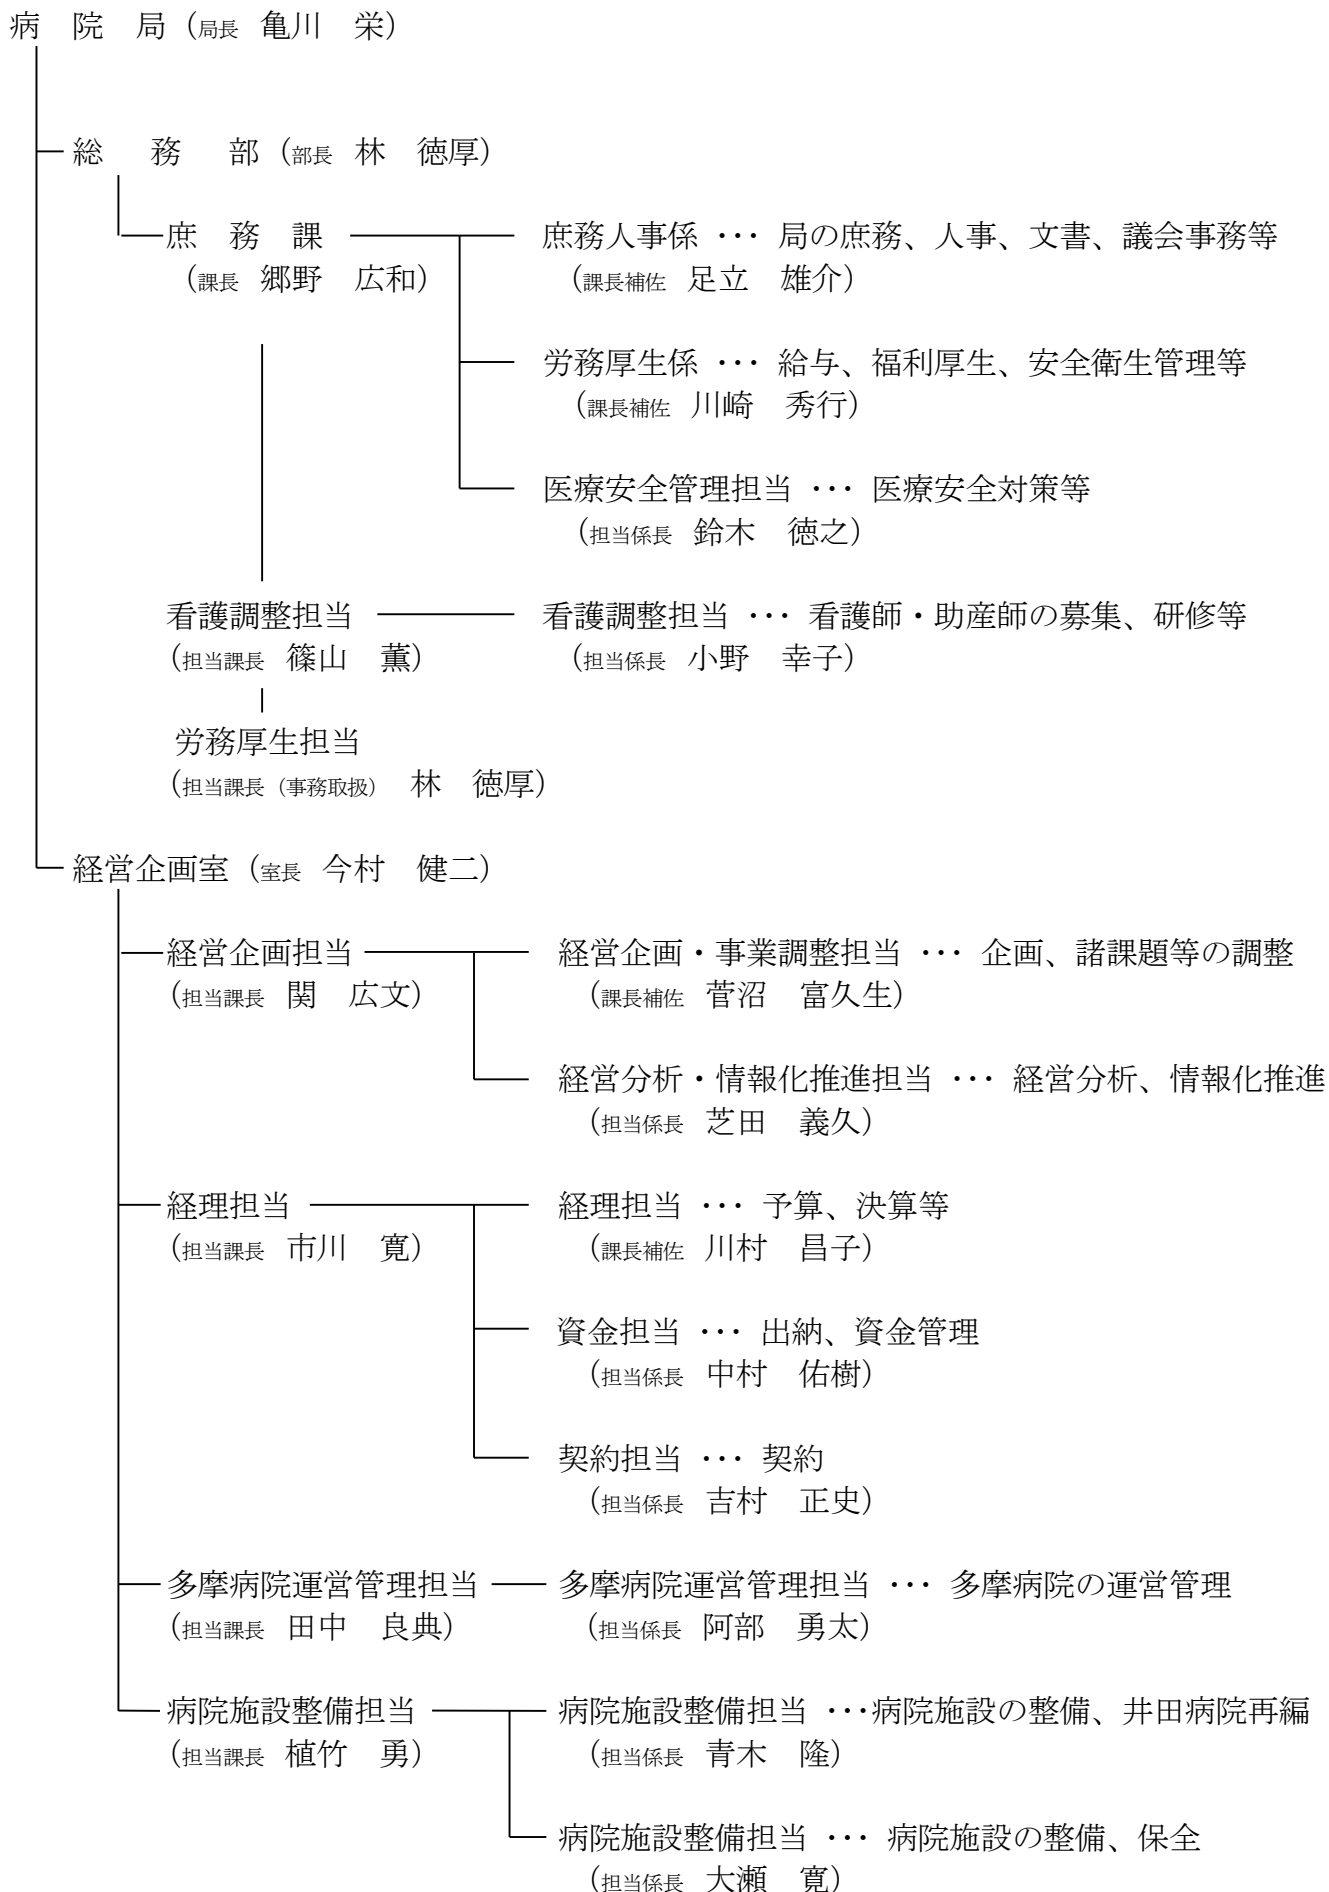 病　院　局（局長 亀川　栄）
総　務　部（部長 林　徳厚）
庶　務　課 庶務人事係 ・・・ 局の庶務、人事、文書、議会事務等
（課長 郷野　広和） （課長補佐 足立　雄介）
労務厚生係 ・・・ 給与、福利厚生、安全衛生管理等
（課長補佐 川崎　秀行）
医療安全管理担当 ・・・ 医療安全対策等
（担当係長 鈴木　徳之）
看護調整担当 看護調整担当 ・・・ 看護師・助産師の募集、研修等
（担当課長 篠山　薫） （担当係長 小野　幸子）
労務厚生担当
（担当課長（事務取扱） 林　徳厚）
経営企画室（室長 今村　健二）
経営企画担当 経営企画・事業調整担当 ・・・ 企画、諸課題等の調整
（担当課長 関　広文） （課長補佐 菅沼　富久生）
経営分析・情報化推進担当 ・・・ 経営分析、情報化推進
（担当係長 芝田　義久）
経理担当 経理担当 ・・・ 予算、決算等
（担当課長 市川　寛） （課長補佐 川村　昌子）
資金担当 ・・・ 出納、資金管理
（担当係長 中村　佑樹）
契約担当 ・・・ 契約
（担当係長 吉村　正史）
多摩病院運営管理担当 多摩病院運営管理担当 ・・・ 多摩病院の運営管理
（担当課長 田中　良典） （担当係長 阿部　勇太）
病院施設整備担当 病院施設整備担当 ・・・病院施設の整備、井田病院再編
（担当課長 植竹　勇） （担当係長 青木　隆）
病院施設整備担当 ・・・ 病院施設の整備、保全
（担当係長 大瀬　寛）